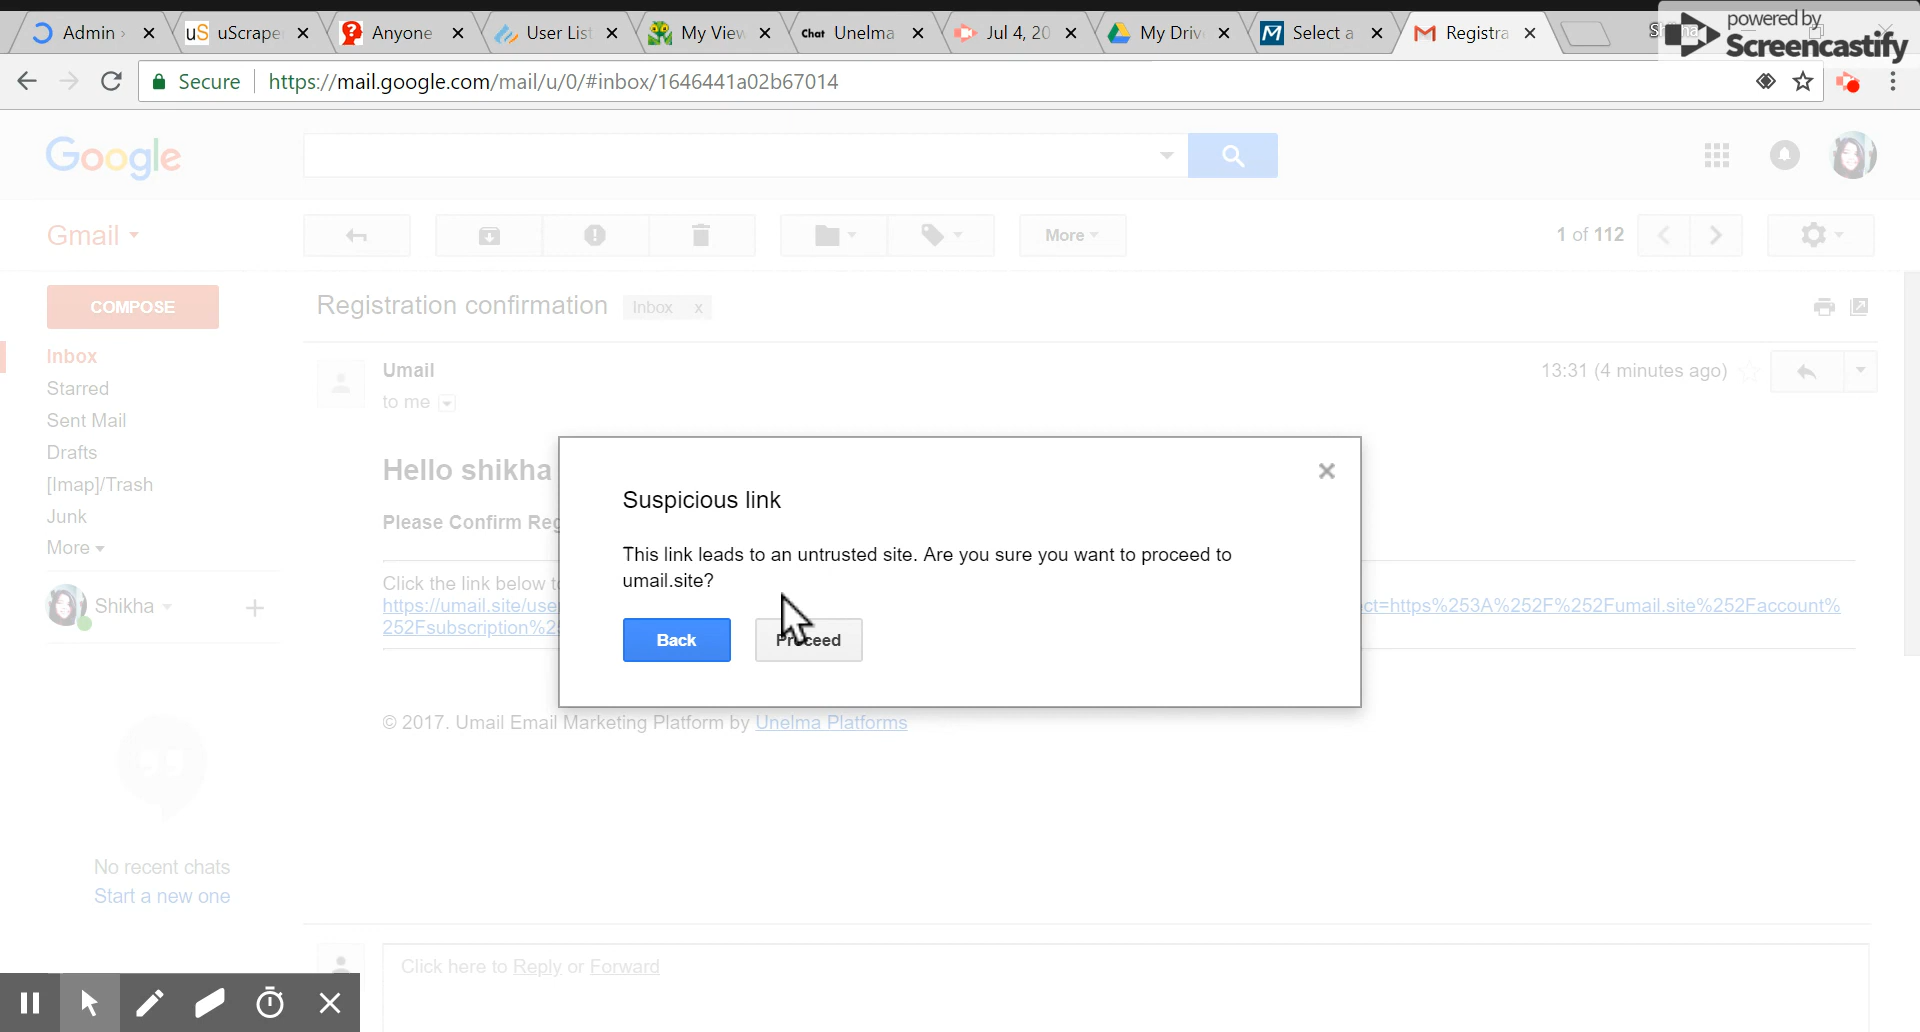 Admin
uS uScrape
Anyone
User List
My View
Chat Unelma
Jul 4, 20
My Drive
Select a
Registra
powered by
Screencastify
Secure https://mail.google.com/mail/u/0/#inbox/1646441a02b67014
Google
Gmail
More
1 of 112
COMPOSE
Registration confirmation Inbox x
Inbox
Starred
Sent Mail
Drafts
[Imap]/Trash
Junk
More
Shikha
No recent chats
Start a new one
Umail
13:31 (4 minutes ago)
to me
Hello shikha
Please Confirm Reg
Click the link below to
https://umail.site/use ct=https%253A%252F%252Fumail.site%252Faccount%
252Fsubscription%25
Suspicious link
This link leads to an untrusted site. Are you sure you want to proceed to
umail.site?
Back Proceed
© 2017. Umail Email Marketing Platform by Unelma Platforms
Click here to Reply or Forward